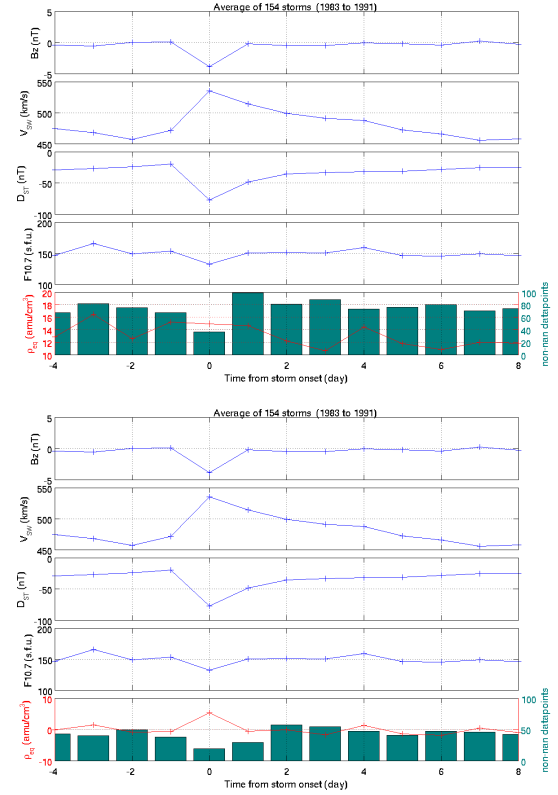 Average of 154 storms (1983 to 1991)
5
0
-5
Bz (nT)
550
500
450
V_SW (km/s)
0
-50
-100
D_ST (nT)
200
150
100
F10.7 (s.f.u.)
20
18
16
14
12
10
ρ_eq (amu/cm^3)
100
80
60
40
20
0
non-nan datapoints
-4 -2 0 2 4 6 8
Time from storm onset (day)
Average of 154 storms (1983 to 1991)
5
0
-5
Bz (nT)
550
500
450
V_SW (km/s)
0
-50
-100
D_ST (nT)
200
150
100
F10.7 (s.f.u.)
10
0
-10
ρ_eq (amu/cm^3)
100
50
0
non-nan datapoints
-4 -2 0 2 4 6 8
Time from storm onset (day)